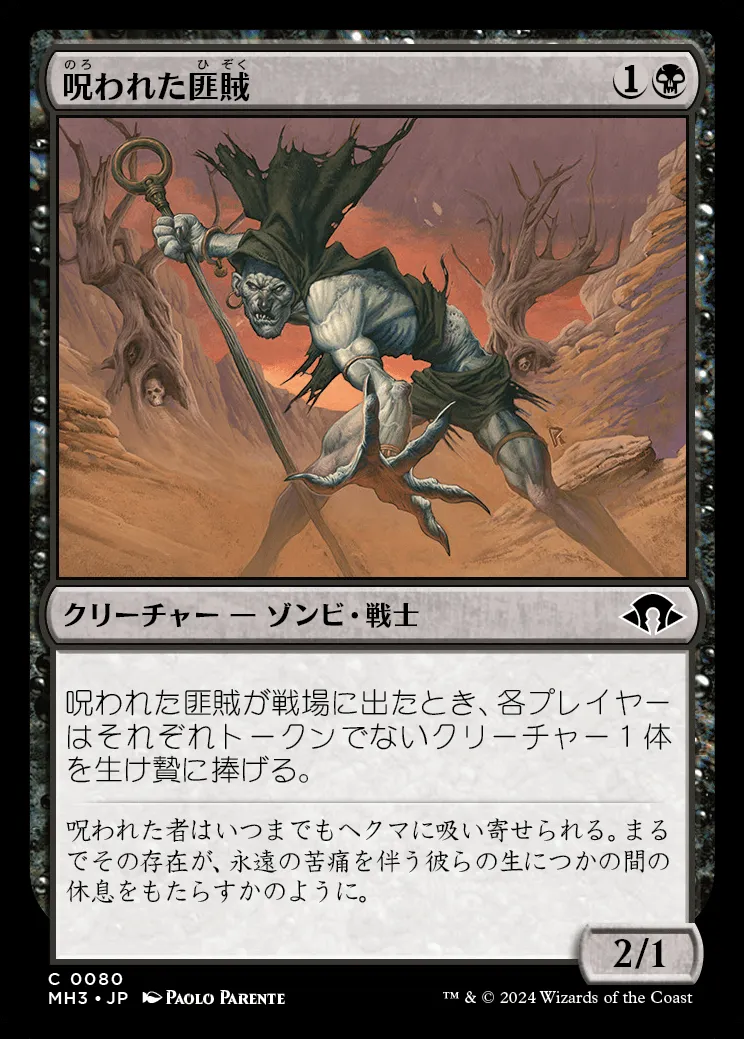 のろ ひぞく
呪われた匪賊 1
クリーチャー — ゾンビ・戦士
呪われた匪賊が戦場に出たとき、各プレイヤー
はそれぞれトークンでないクリーチャー１体
を生け贄に捧げる。
呪われた者はいつまでもヘクマに吸い寄せられる。まる
でその存在が、永遠の苦痛を伴う彼らの生につかの間の
休息をもたらすかのように。
2/1
C 0080
MH3 • JP Paolo Parente
™ & © 2024 Wizards of the Coast